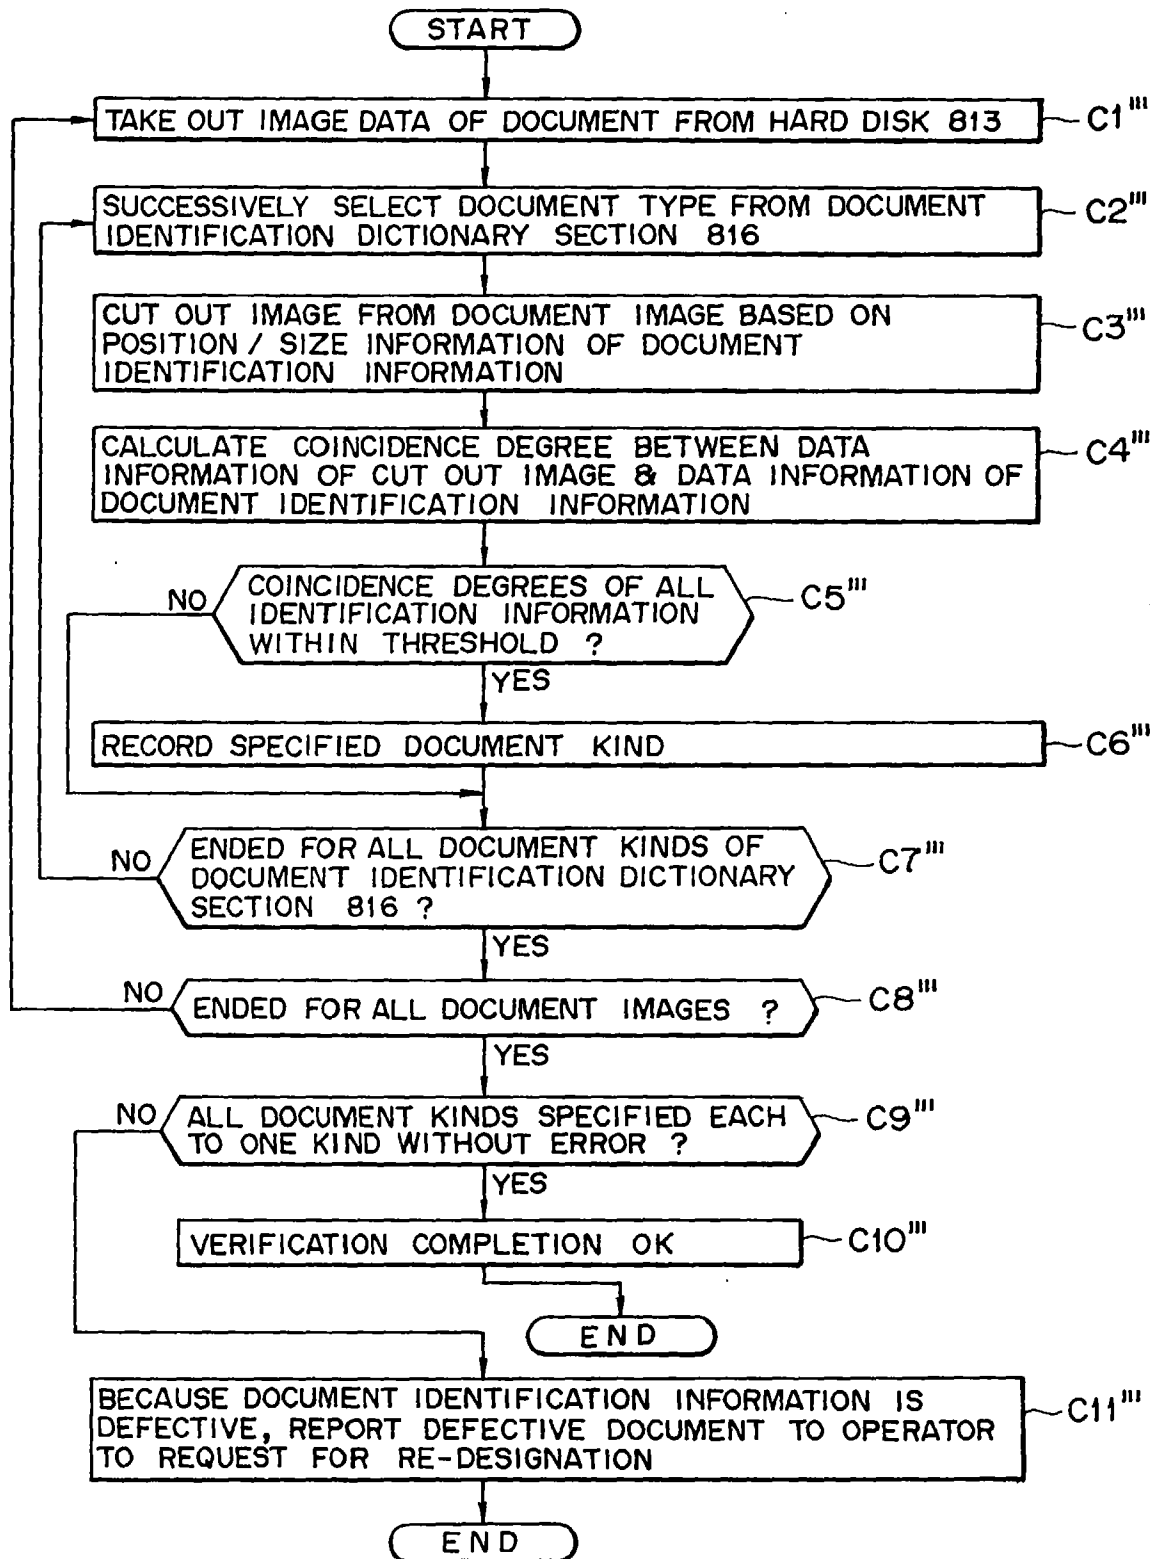 START
TAKE OUT IMAGE DATA OF DOCUMENT FROM HARD DISK 813
C1'''
SUCCESSIVELY SELECT DOCUMENT TYPE FROM DOCUMENT
IDENTIFICATION DICTIONARY SECTION 816
C2'''
CUT OUT IMAGE FROM DOCUMENT IMAGE BASED ON
POSITION / SIZE INFORMATION OF DOCUMENT
IDENTIFICATION INFORMATION
C3'''
CALCULATE COINCIDENCE DEGREE BETWEEN DATA
INFORMATION OF CUT OUT IMAGE & DATA INFORMATION OF
DOCUMENT IDENTIFICATION INFORMATION
C4'''
COINCIDENCE DEGREES OF ALL
IDENTIFICATION INFORMATION
WITHIN THRESHOLD ?
C5'''
NO
YES
RECORD SPECIFIED DOCUMENT KIND
C6'''
ENDED FOR ALL DOCUMENT KINDS OF
DOCUMENT IDENTIFICATION DICTIONARY
SECTION 816 ?
C7'''
NO
YES
ENDED FOR ALL DOCUMENT IMAGES ?
C8'''
NO
YES
ALL DOCUMENT KINDS SPECIFIED EACH
TO ONE KIND WITHOUT ERROR ?
C9'''
NO
YES
VERIFICATION COMPLETION OK
C10'''
END
BECAUSE DOCUMENT IDENTIFICATION INFORMATION IS
DEFECTIVE, REPORT DEFECTIVE DOCUMENT TO OPERATOR
TO REQUEST FOR RE-DESIGNATION
C11'''
END